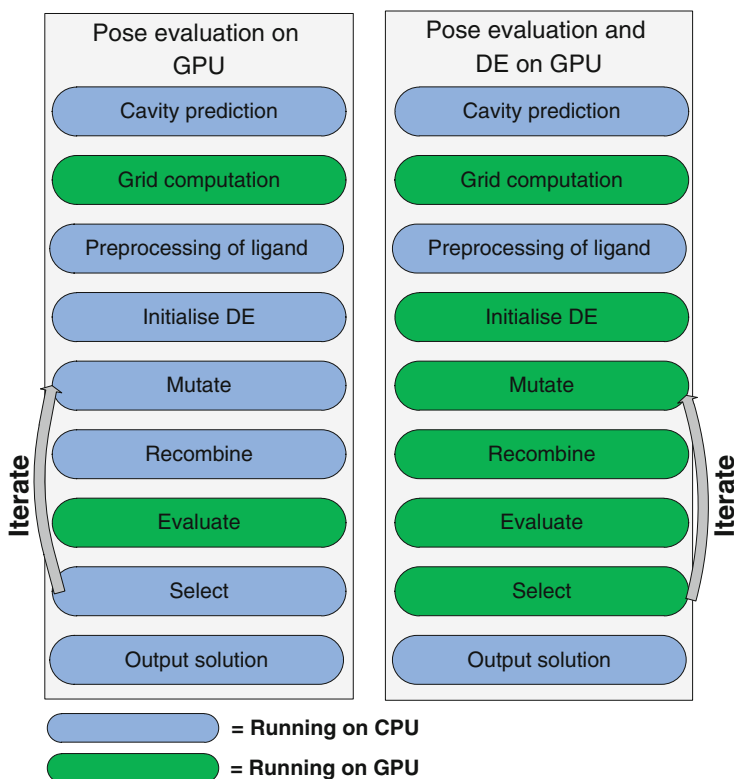 Pose evaluation on
GPU
Cavity prediction
Grid computation
Preprocessing of ligand
Initialise DE
Mutate
Recombine
Evaluate
Select
Output solution
Iterate
Pose evaluation and
DE on GPU
Cavity prediction
Grid computation
Preprocessing of ligand
Initialise DE
Mutate
Recombine
Evaluate
Select
Output solution
Iterate
= Running on CPU
= Running on GPU